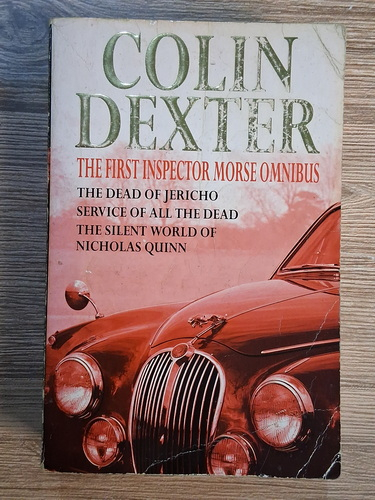 COLIN
DEXTER
THE FIRST INSPECTOR MORSE OMNIBUS
THE DEAD OF JERICHO
SERVICE OF ALL THE DEAD
THE SILENT WORLD OF
NICHOLAS QUINN